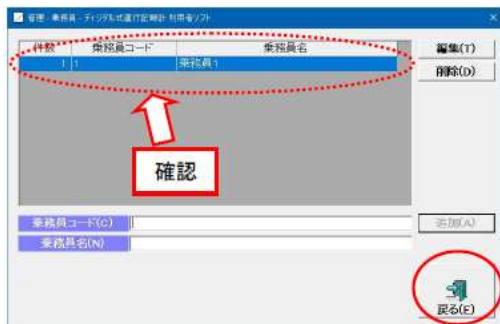 管理 - 乗務員 - ディジタル式運行記録計 利用者ソフト
件数 乗務員コード 乗務員名
1 1 乗務員1
編集(T)
削除(D)
確認
乗務員コード(C)
追加(A)
乗務員名(N)
戻る(E)